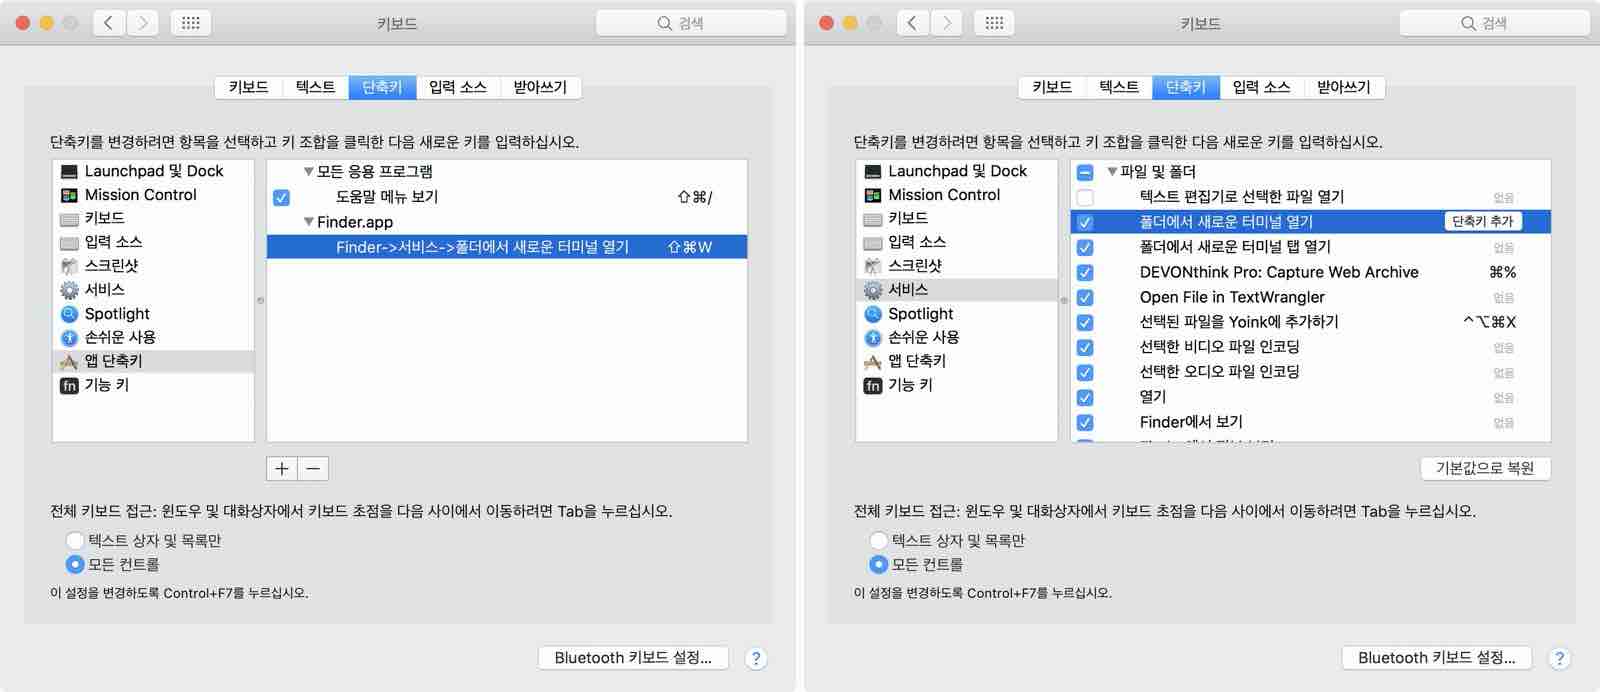 키보드
검색
키보드 텍스트 단축키 입력 소스 받아쓰기
단축키를 변경하려면 항목을 선택하고 키 조합을 클릭한 다음 새로운 키를 입력하십시오.
Launchpad 및 Dock
Mission Control
키보드
입력 소스
스크린샷
서비스
Spotlight
손쉬운 사용
앱 단축키
fn 기능 키
▼모든 응용 프로그램
도움말 메뉴 보기 ⇧⌘/
▼Finder.app
Finder->서비스->폴더에서 새로운 터미널 열기 ⇧⌘W
+ −
전체 키보드 접근: 윈도우 및 대화상자에서 키보드 초점을 다음 사이에서 이동하려면 Tab을 누르십시오.
텍스트 상자 및 목록만
모든 컨트롤
이 설정을 변경하도록 Control+F7를 누르십시오.
Bluetooth 키보드 설정... ?
키보드
검색
키보드 텍스트 단축키 입력 소스 받아쓰기
단축키를 변경하려면 항목을 선택하고 키 조합을 클릭한 다음 새로운 키를 입력하십시오.
Launchpad 및 Dock
Mission Control
키보드
입력 소스
스크린샷
서비스
Spotlight
손쉬운 사용
앱 단축키
fn 기능 키
▼파일 및 폴더
텍스트 편집기로 선택한 파일 열기 없음
폴더에서 새로운 터미널 열기 단축키 추가
폴더에서 새로운 터미널 탭 열기 없음
DEVONthink Pro: Capture Web Archive ⌘%
Open File in TextWrangler 없음
선택된 파일을 Yoink에 추가하기 ^⌥⌘X
선택한 비디오 파일 인코딩 없음
선택한 오디오 파일 인코딩 없음
열기 없음
Finder에서 보기 없음
기본값으로 복원
전체 키보드 접근: 윈도우 및 대화상자에서 키보드 초점을 다음 사이에서 이동하려면 Tab을 누르십시오.
텍스트 상자 및 목록만
모든 컨트롤
이 설정을 변경하도록 Control+F7를 누르십시오.
Bluetooth 키보드 설정... ?